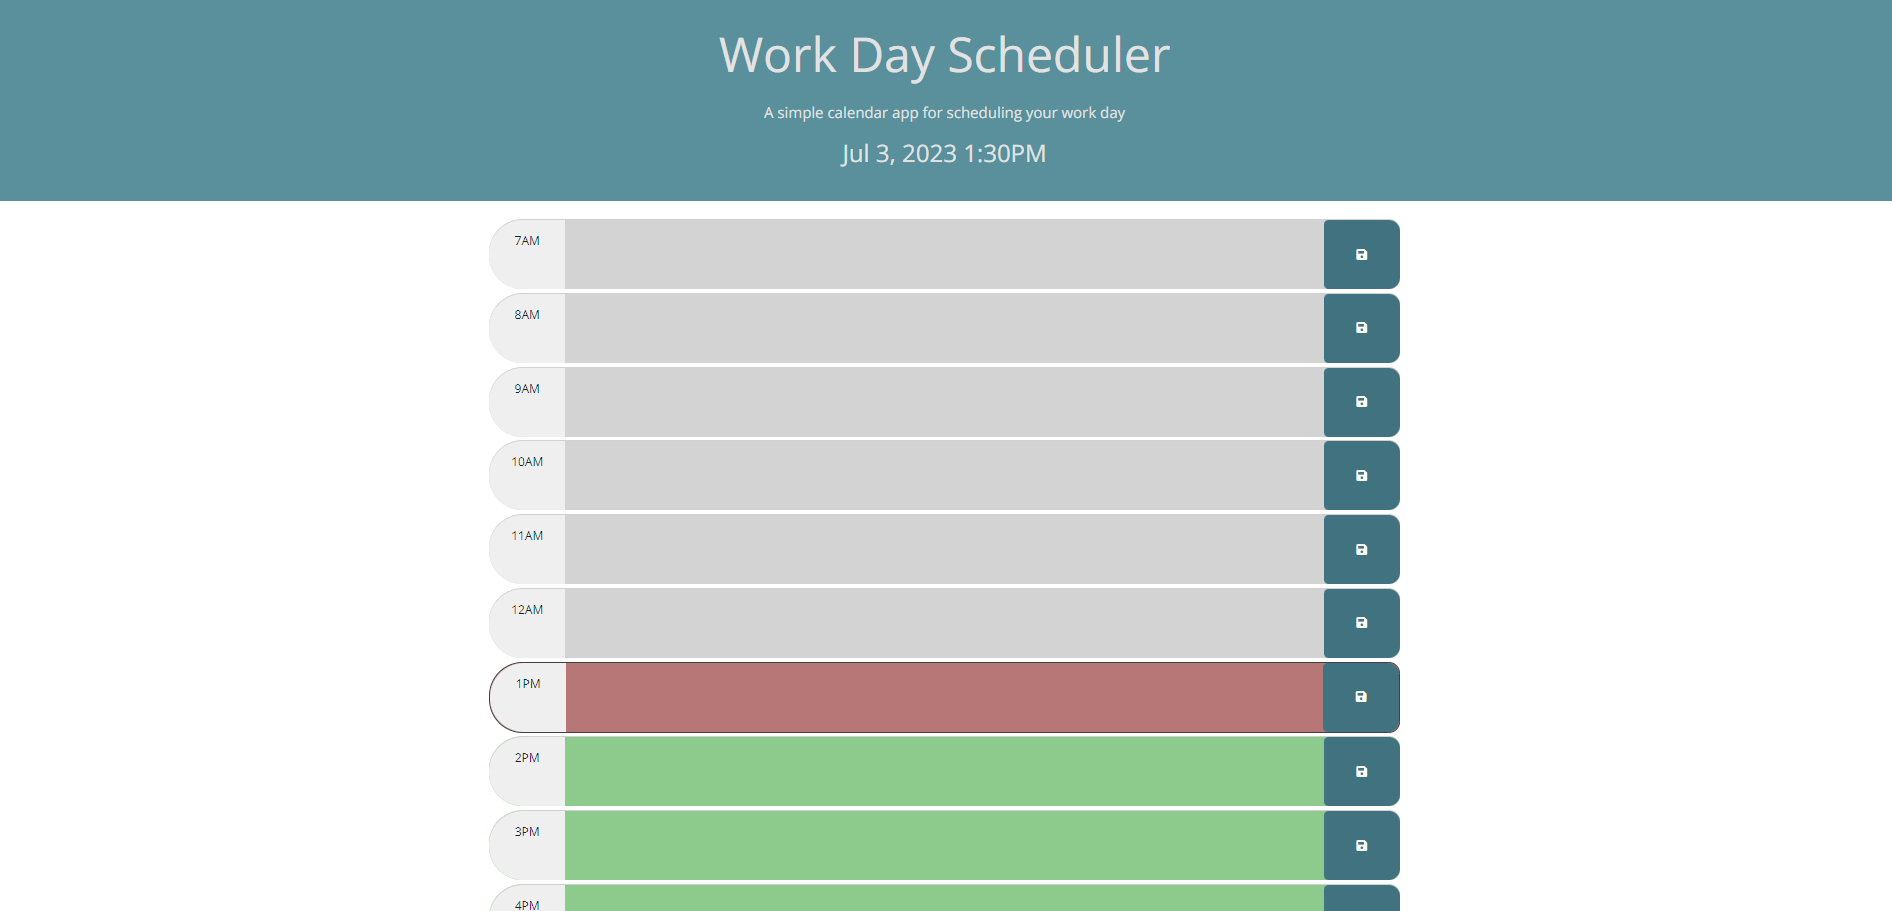 Work Day Scheduler
A simple calendar app for scheduling your work day
Jul 3, 2023 1:30PM
7AM
8AM
9AM
10AM
11AM
12AM
1PM
2PM
3PM
4PM